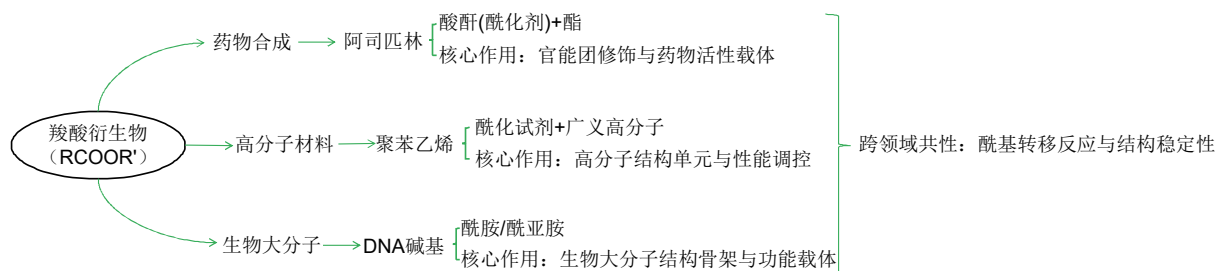 羧酸衍生物
（RCOOR'）
药物合成
阿司匹林
酸酐(酰化剂)+酯
核心作用：官能团修饰与药物活性载体
高分子材料
聚苯乙烯
酰化试剂+广义高分子
核心作用：高分子结构单元与性能调控
生物大分子
DNA碱基
酰胺/酰亚胺
核心作用：生物大分子结构骨架与功能载体
跨领域共性：酰基转移反应与结构稳定性